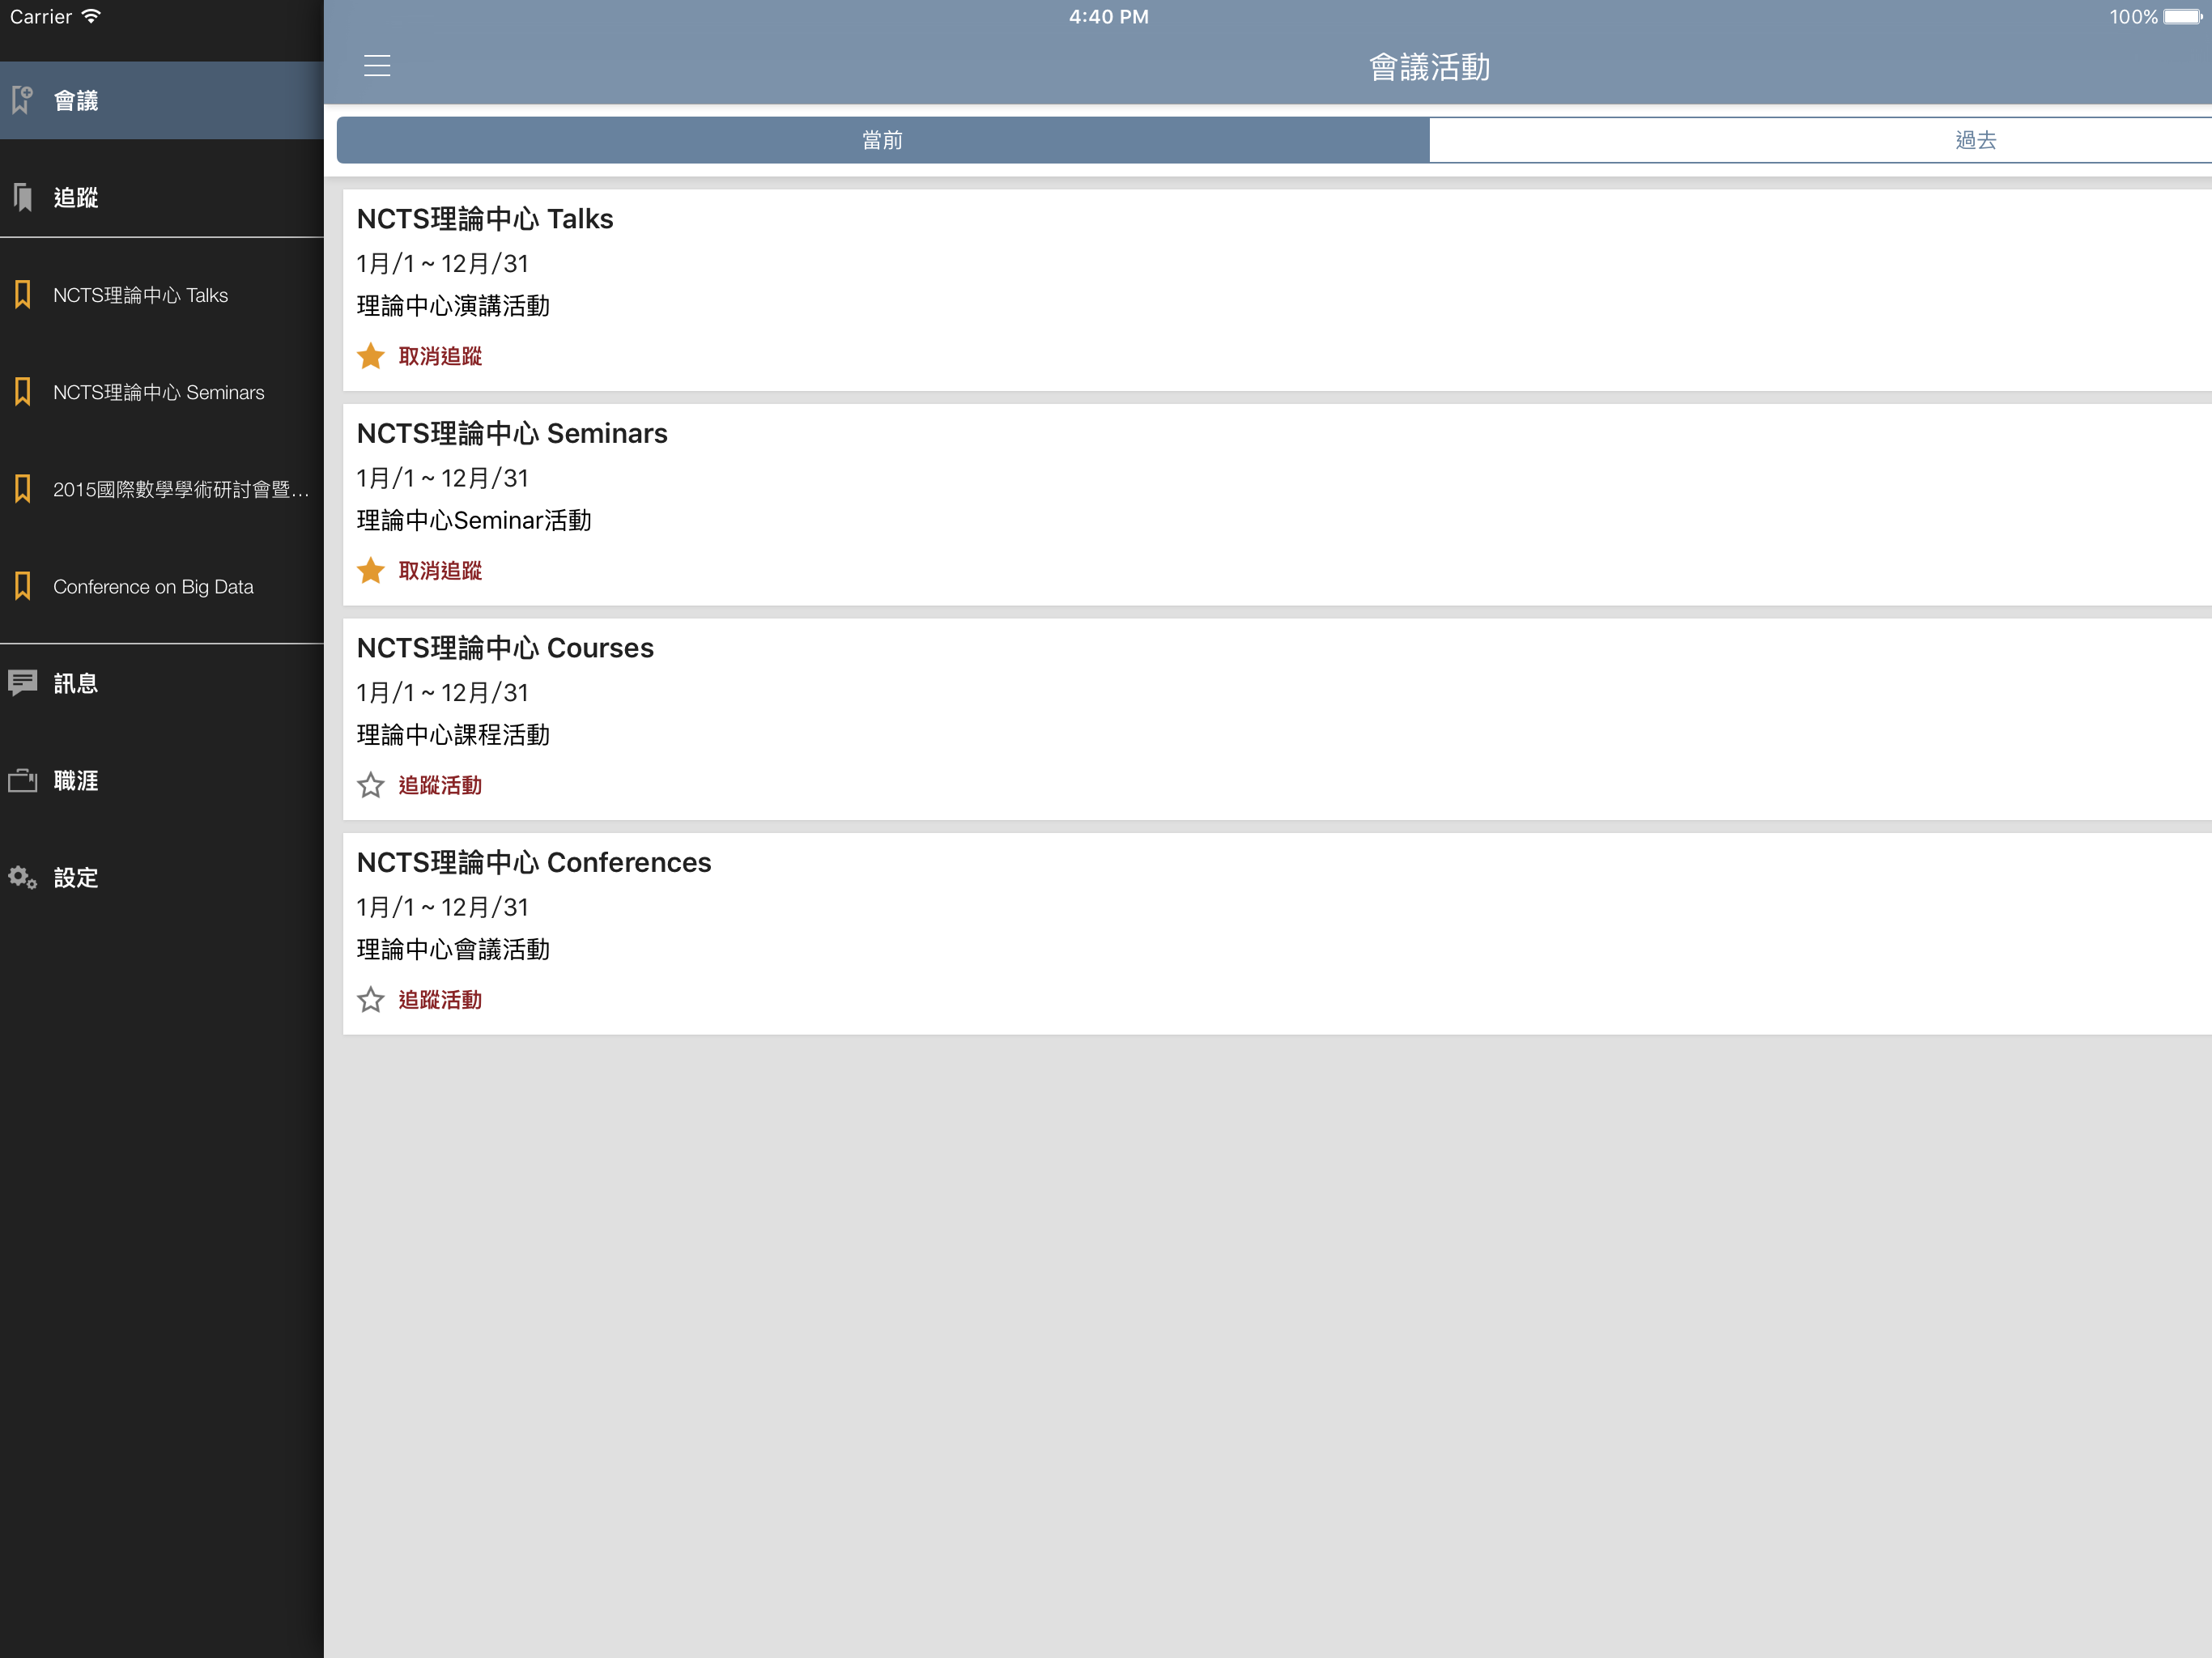 Carrier
4:40 PM
100%
會議
追蹤
NCTS理論中心 Talks
NCTS理論中心 Seminars
2015國際數學學術研討會暨...
Conference on Big Data
訊息
職涯
設定
會議活動
當前
過去
NCTS理論中心 Talks
1月/1 ~ 12月/31
理論中心演講活動
取消追蹤
NCTS理論中心 Seminars
1月/1 ~ 12月/31
理論中心Seminar活動
取消追蹤
NCTS理論中心 Courses
1月/1 ~ 12月/31
理論中心課程活動
追蹤活動
NCTS理論中心 Conferences
1月/1 ~ 12月/31
理論中心會議活動
追蹤活動